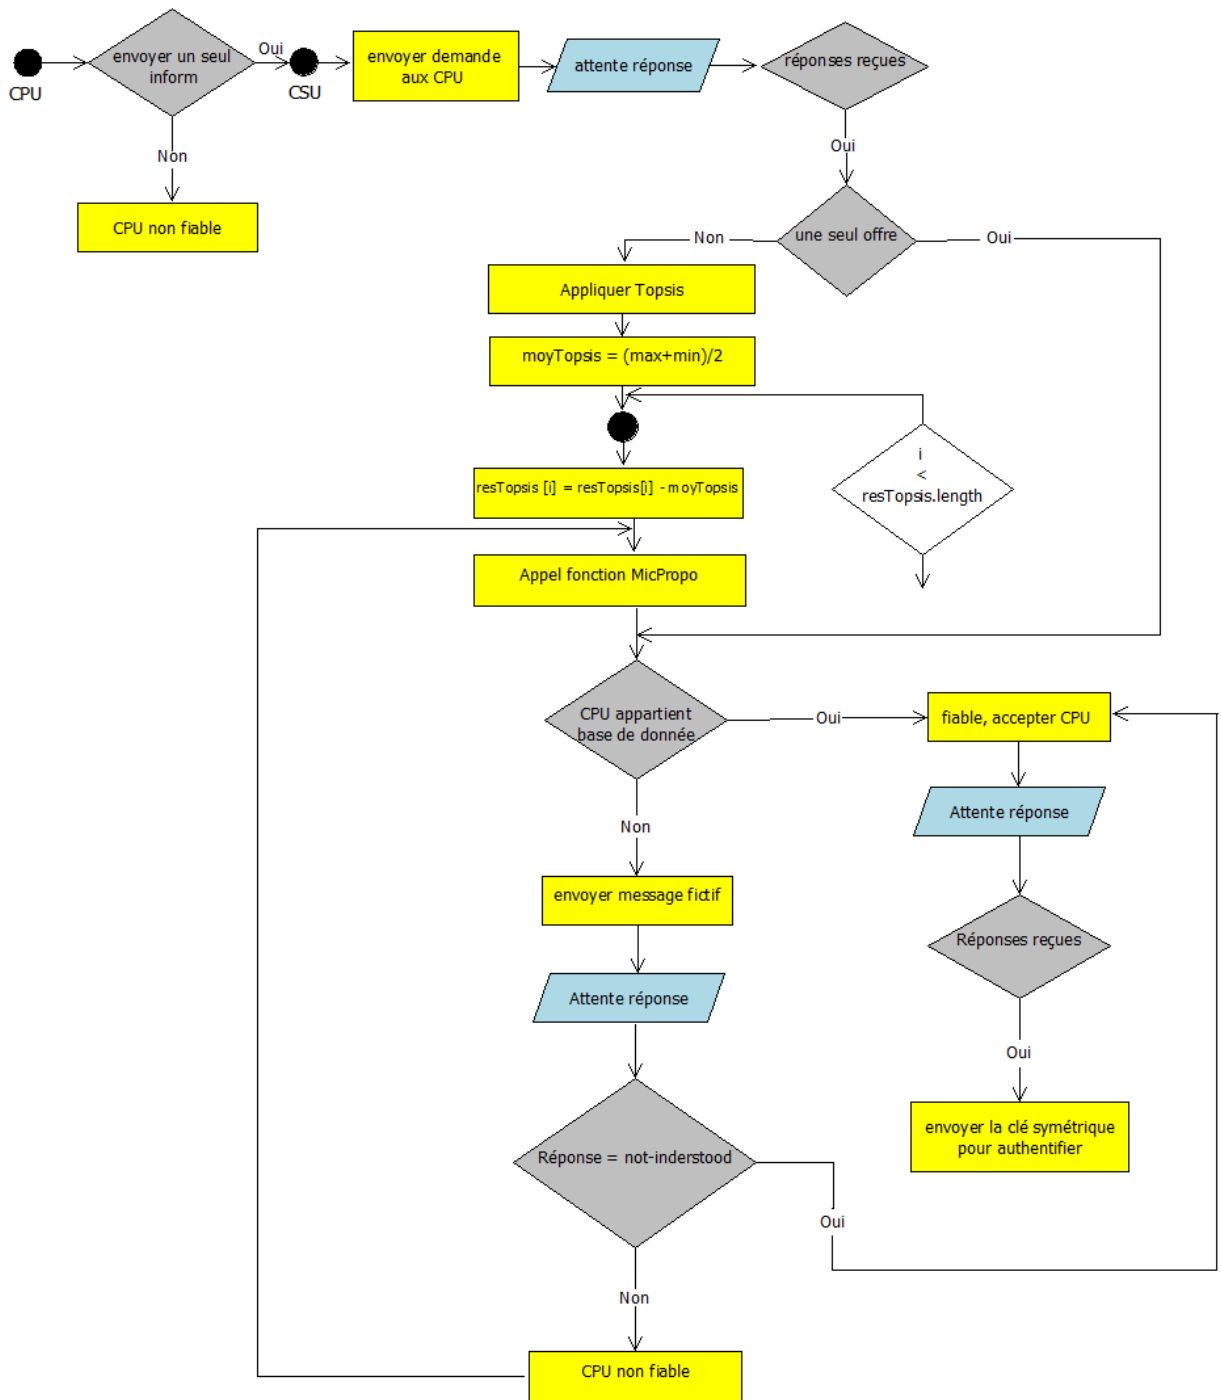 envoyer un seul
inform
Oui
CPU
CSU
envoyer demande
aux CPU
attente réponse
réponses reçues
Non
CPU non fiable
Oui
une seul offre
Non
Oui
Appliquer Topsis
moyTopsis = (max+min)/2
i
<
resTopsis.length
resTopsis [i] = resTopsis[i] - moyTopsis
Appel fonction MicPropo
CPU appartient
base de donnée
Oui
fiable, accepter CPU
Attente réponse
Non
envoyer message fictif
Réponses reçues
Attente réponse
Oui
envoyer la clé symétrique
pour authentifier
Réponse = not-inderstood
Oui
Non
CPU non fiable